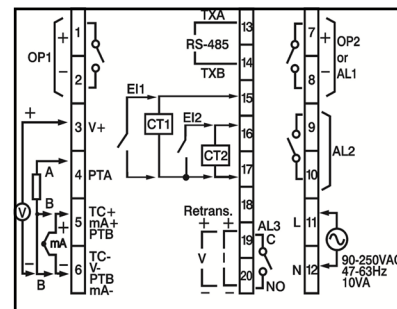 TXA 13
1 7
OP1 + RS-485 + OP2
or
AL1
2 14 8
TXB
EI1 15
+ 3 V+ CT1 EI2 16 9
CT2 AL2
A 4 PTA 17 10
V B 5 TC+
mA+
PTB
Retrans. 18 L 11
+ mA + + AL3
C
19
V I
B 6 TC-
V-
PTB
mA-
20 NO N 12
90-250VAC
47-63Hz
10VA